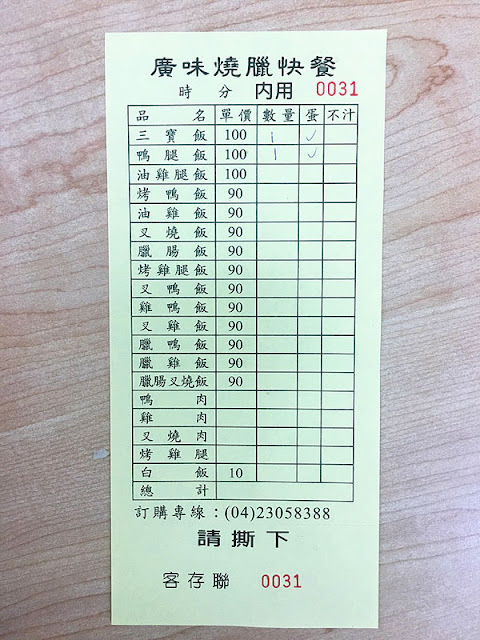 廣味燒臘快餐
時 分 內用 0031
品名 單價 數量 蛋 不汁
三寶飯 100 1 ✓
鴨腿飯 100 1 ✓
油雞腿飯 100
烤鴨飯 90
油雞飯 90
叉燒飯 90
臘腸飯 90
烤雞腿飯 90
叉鴨飯 90
雞鴨飯 90
叉雞飯 90
臘鴨飯 90
臘雞飯 90
臘腸叉燒飯 90
鴨肉
雞肉
叉燒肉
烤雞腿
白飯 10
總計
訂購專線:(04)23058388
請撕下
客存聯 0031